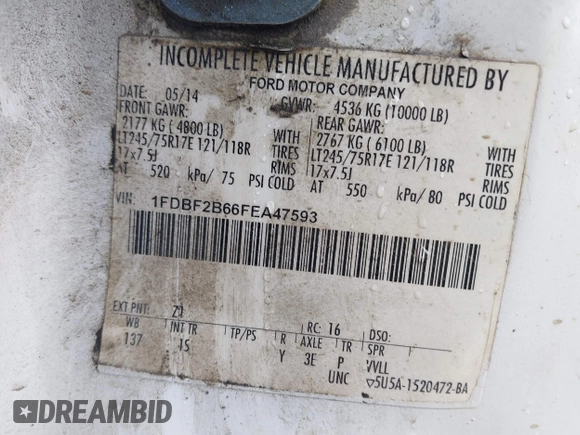 INCOMPLETE VEHICLE MANUFACTURED BY
FORD MOTOR COMPANY
DATE: 05/14 GVWR: 4536 KG (10000 LB)
FRONT GAWR: REAR GAWR:
2177 KG ( 4800 LB) WITH 2767 KG ( 6100 LB) WITH
LT245/75R17E 121/118R TIRES LT245/75R17E 121/118R TIRES
17x7.5J RIMS 17x7.5J RIMS
AT 520 kPa/ 75 PSI COLD AT 550 kPa/ 80 PSI COLD
VIN: 1FDBF2B66FEA47593
EXT PNT: Z1 RC: 16 DSO:
WB INT TR TP/PS R AXLE TR SPR
137 IS Y 3E P VVLL
UNC ▽5U5A-1520472-BA
DREAMBID